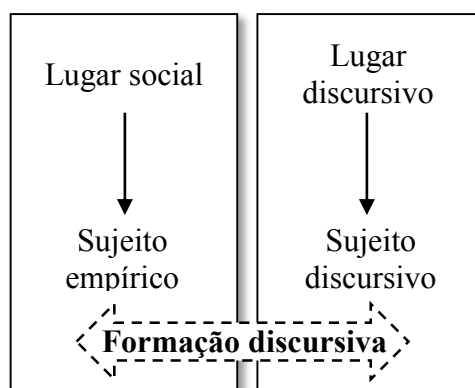 Lugar social
Lugar
discursivo
Sujeito
empírico
Sujeito
discursivo
Formação discursiva